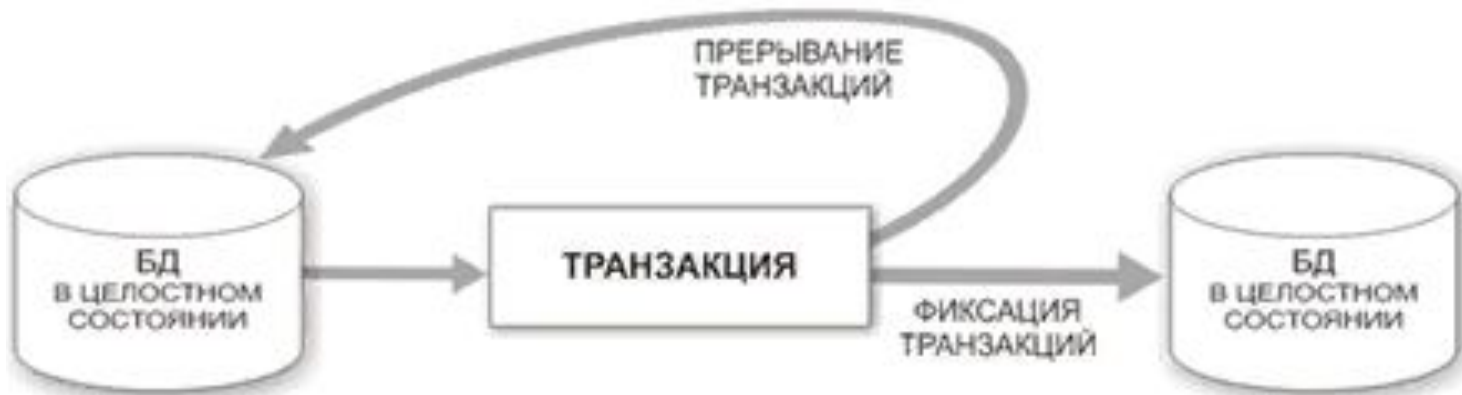 ПРЕРЫВАНИЕ
ТРАНЗАКЦИЙ
БД
В ЦЕЛОСТНОМ
СОСТОЯНИИ
ТРАНЗАКЦИЯ
ФИКСАЦИЯ
ТРАНЗАКЦИЙ
БД
В ЦЕЛОСТНОМ
СОСТОЯНИИ